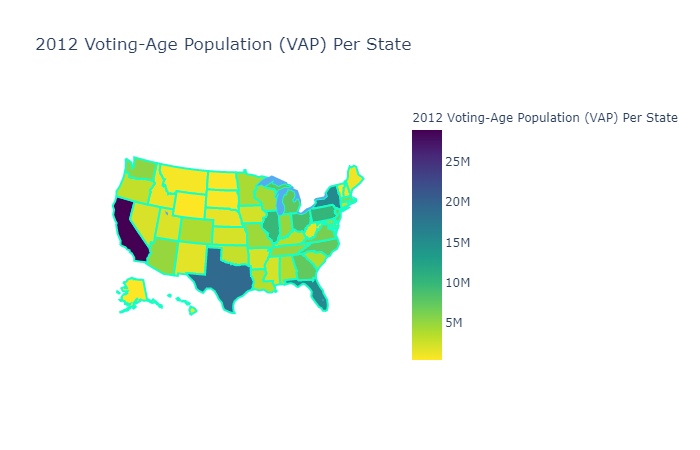 2012 Voting-Age Population (VAP) Per State
2012 Voting-Age Population (VAP) Per State
25M
20M
15M
10M
5M